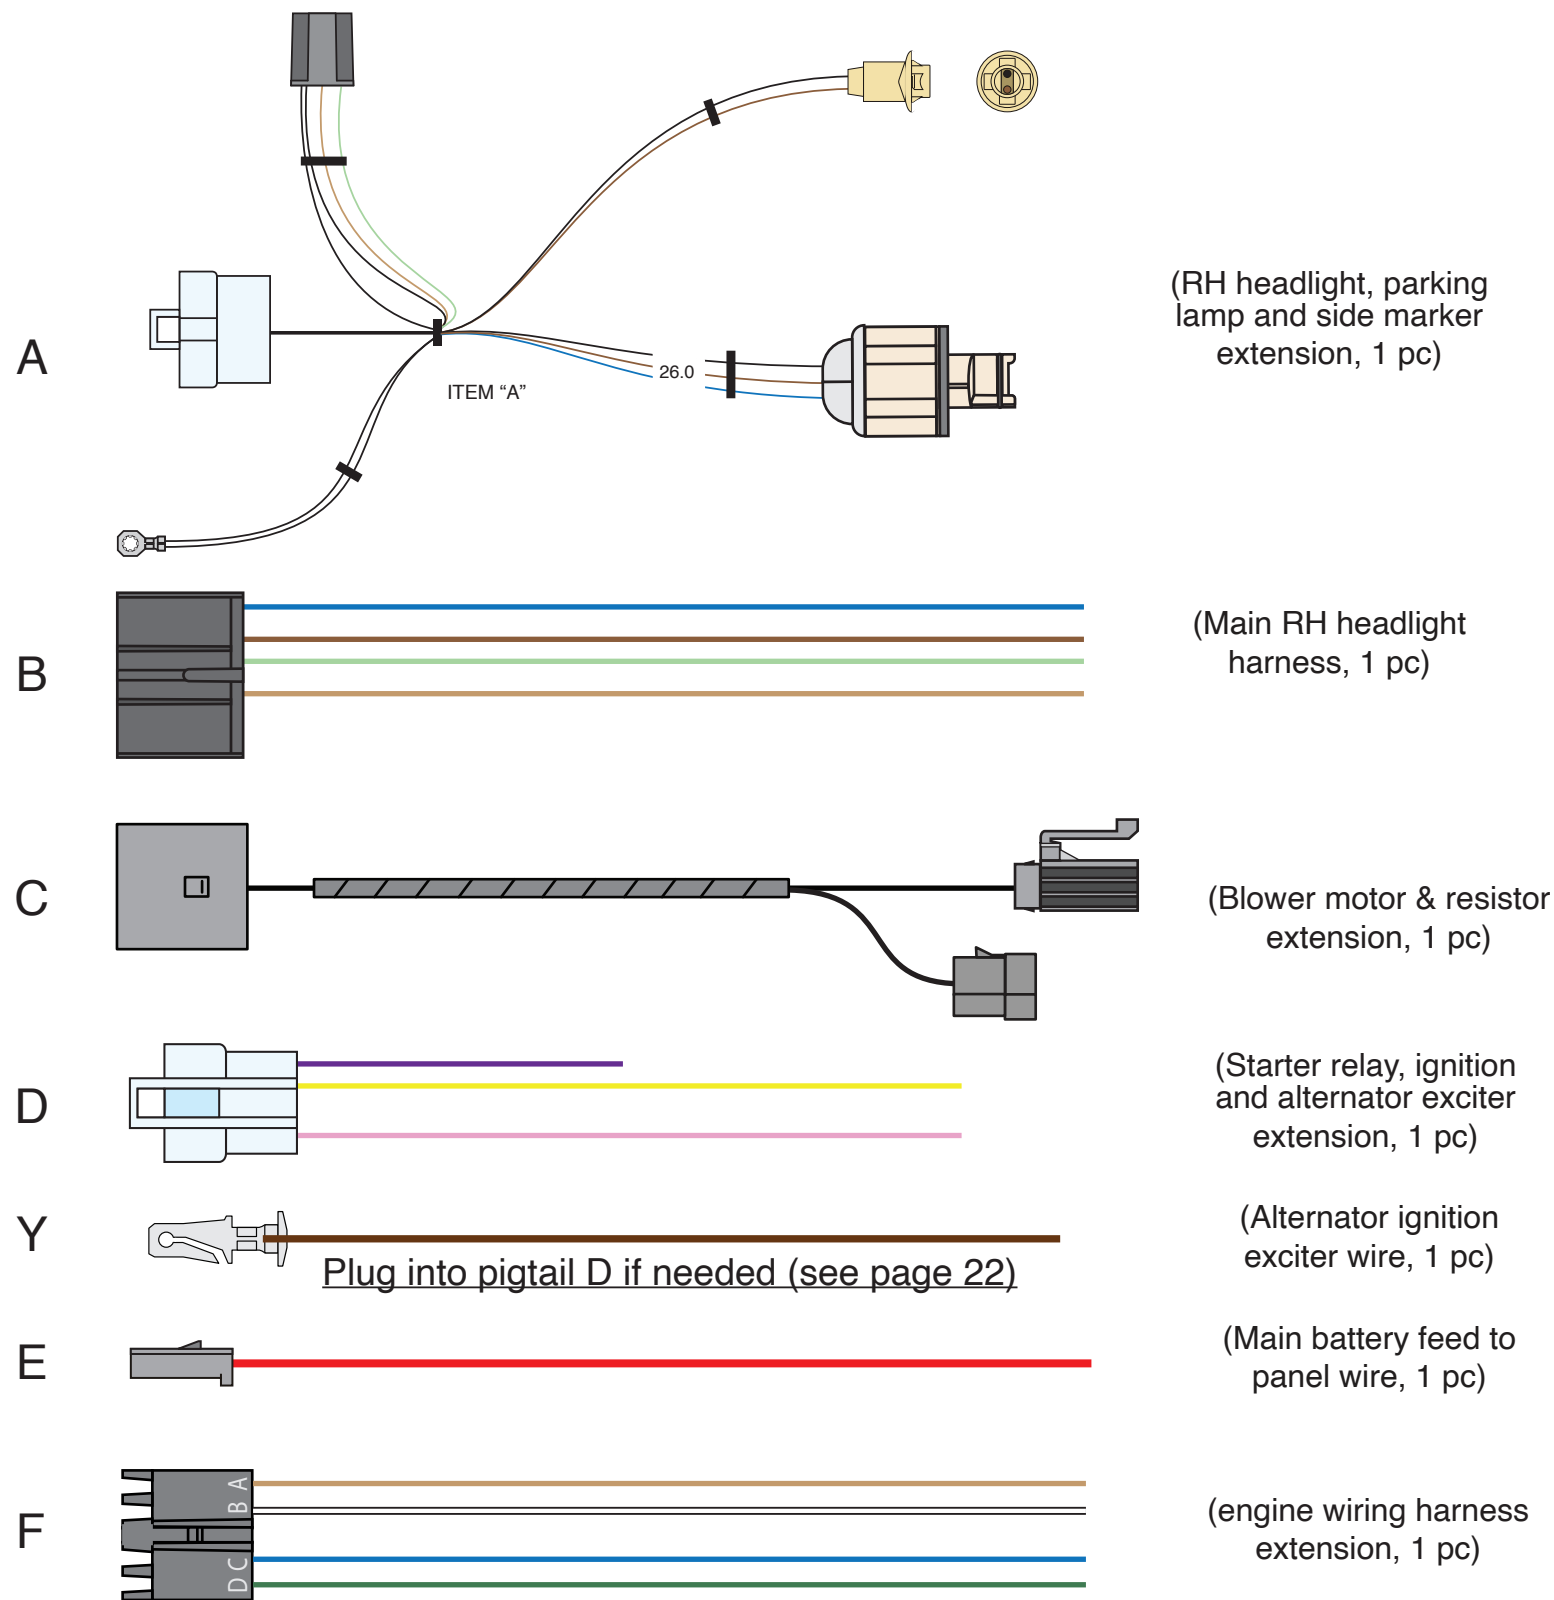 A
ITEM “A”
26.0
(RH headlight, parking
lamp and side marker
extension, 1 pc)
B
(Main RH headlight
harness, 1 pc)
C
(Blower motor & resistor
extension, 1 pc)
D
(Starter relay, ignition
and alternator exciter
extension, 1 pc)
Y
Plug into pigtail D if needed (see page 22)
(Alternator ignition
exciter wire, 1 pc)
E
(Main battery feed to
panel wire, 1 pc)
F
A
B
C
D
(engine wiring harness
extension, 1 pc)